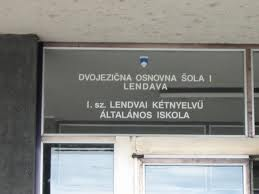 DVOJEZIČNA OSNOVNA ŠOLA I
LENDAVA
I. sz. LENDVAI KÉTNYELVŰ
ÁLTALÁNOS ISKOLA